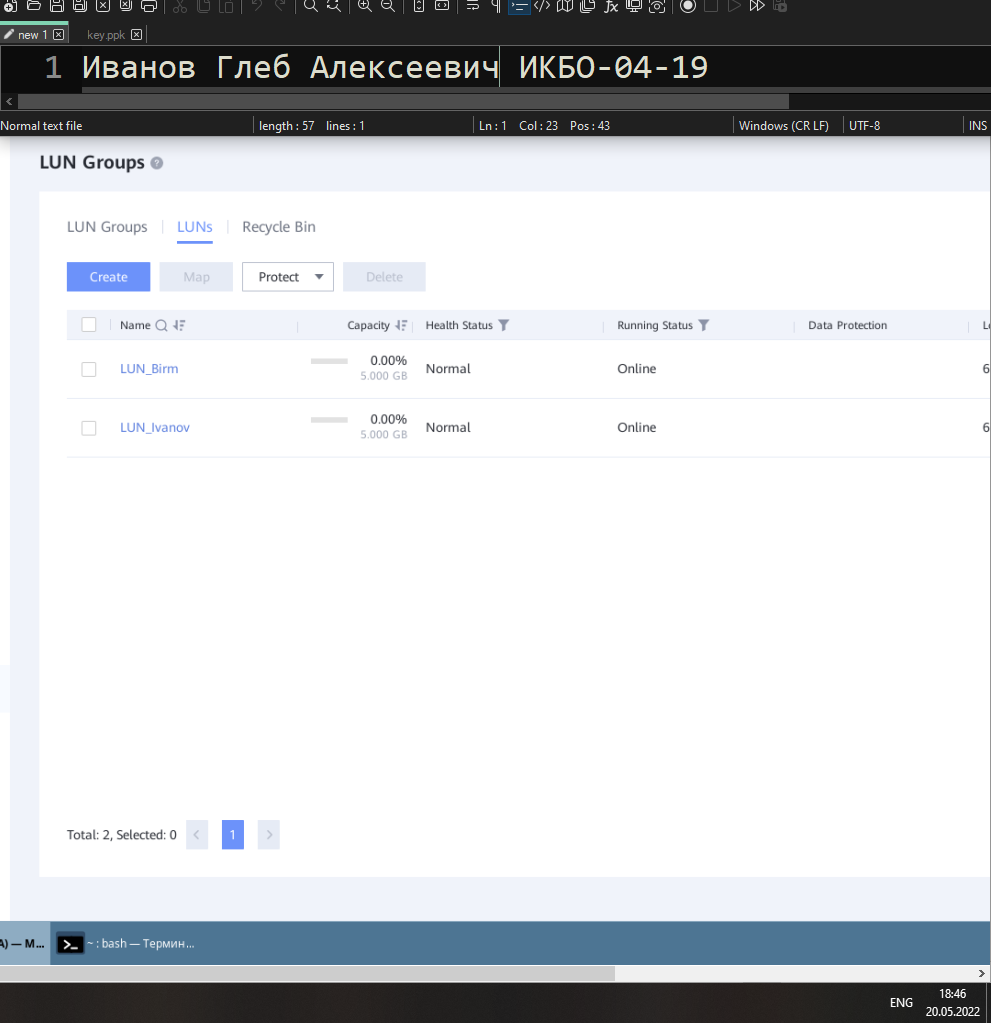 new 1 key.ppk
1 Иванов Глеб Алексеевич ИКБО-04-19
Normal text file length : 57 lines : 1 Ln : 1 Col : 23 Pos : 43 Windows (CR LF) UTF-8 INS
LUN Groups
LUN Groups LUNs Recycle Bin
Create Map Protect Delete
Name Capacity Health Status Running Status Data Protection
LUN_Birm 0.00% Normal Online 6
5.000 GB
LUN_Ivanov 0.00% Normal Online 6
5.000 GB
Total: 2, Selected: 0 < 1 >
A) — M... ~ : bash — Термин...
ENG 18:46
20.05.2022